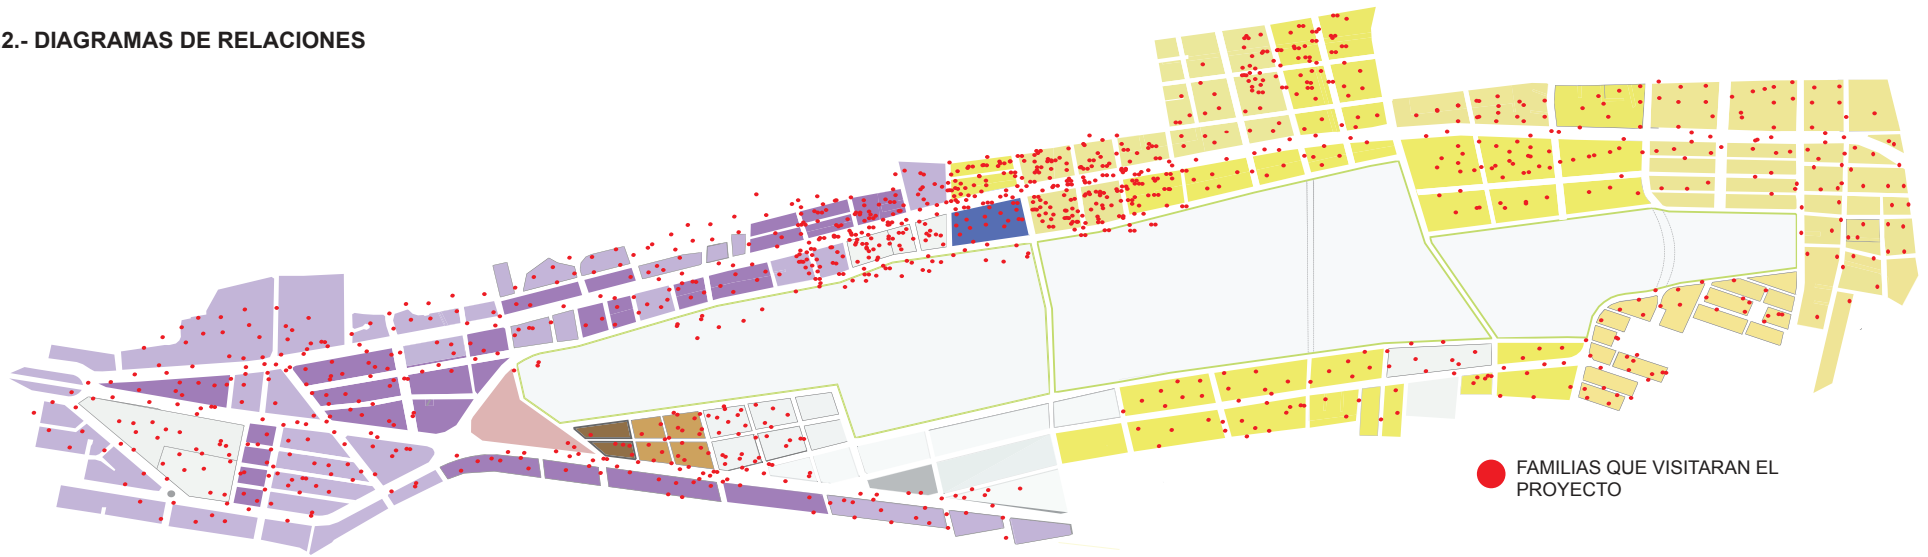 2.- DIAGRAMAS DE RELACIONES
FAMILIAS QUE VISITARAN EL
PROYECTO